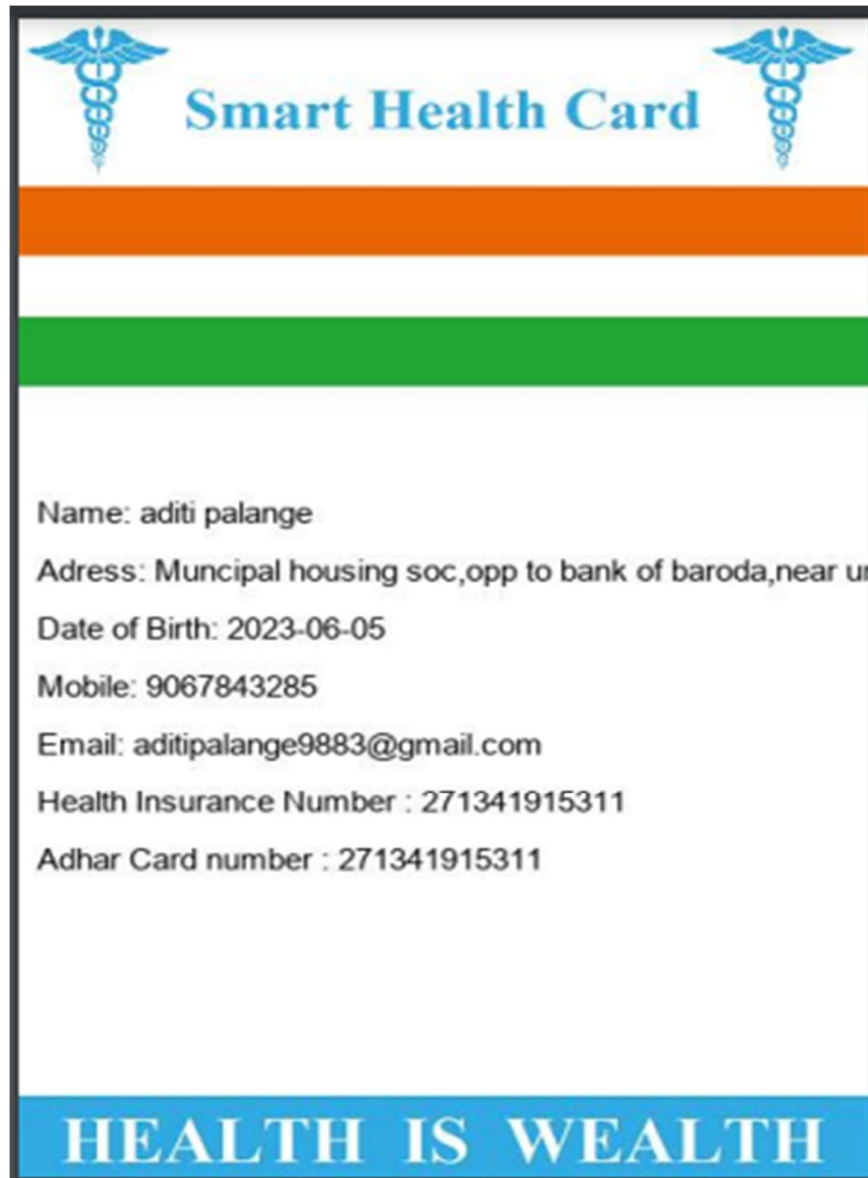 Smart Health Card
Name: aditi palange
Adress: Muncipal housing soc,opp to bank of baroda,near
Date of Birth: 2023-06-05
Mobile: 9067843285
Email: aditipalange9883@gmail.com
Health Insurance Number : 271341915311
Adhar Card number : 271341915311
HEALTH IS WEALTH